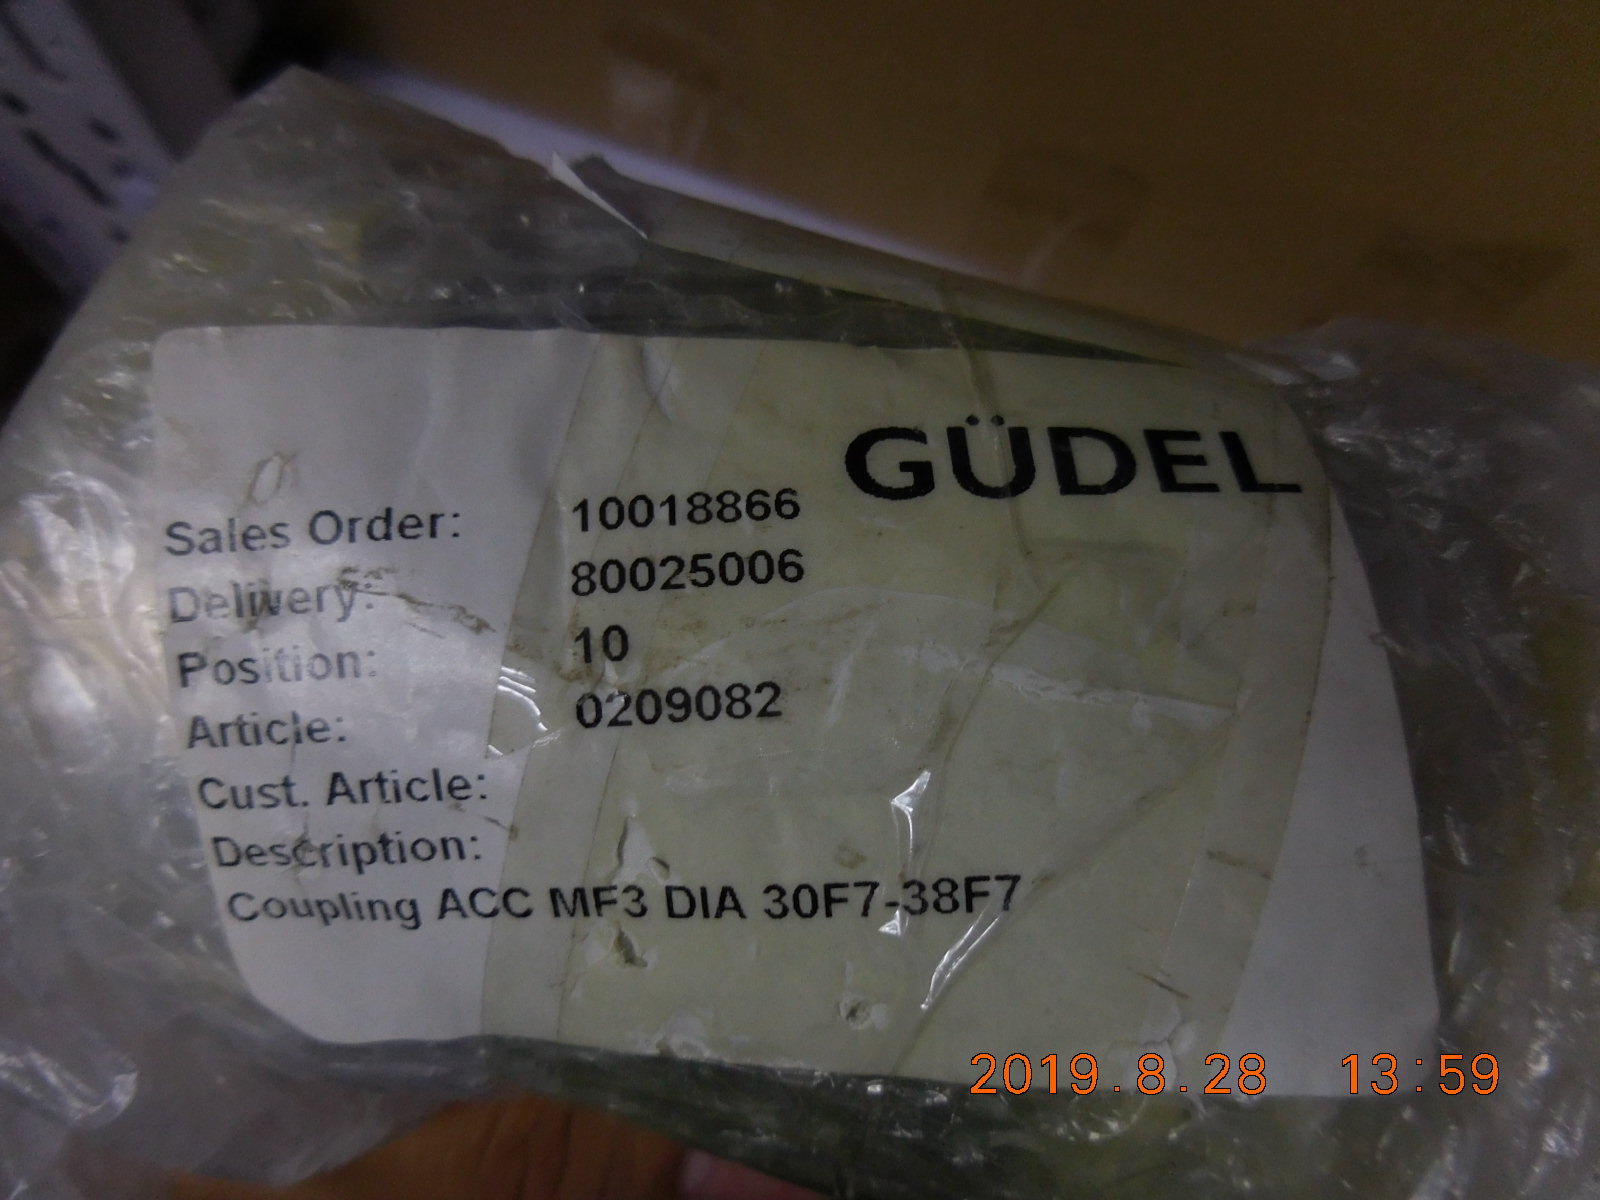 GÜDEL
Sales Order: 10018866
Delivery: 80025006
Position: 10
Article: 0209082
Cust. Article:
Description:
Coupling ACC MF3 DIA 30F7-38F7
2019.8.28 13:59